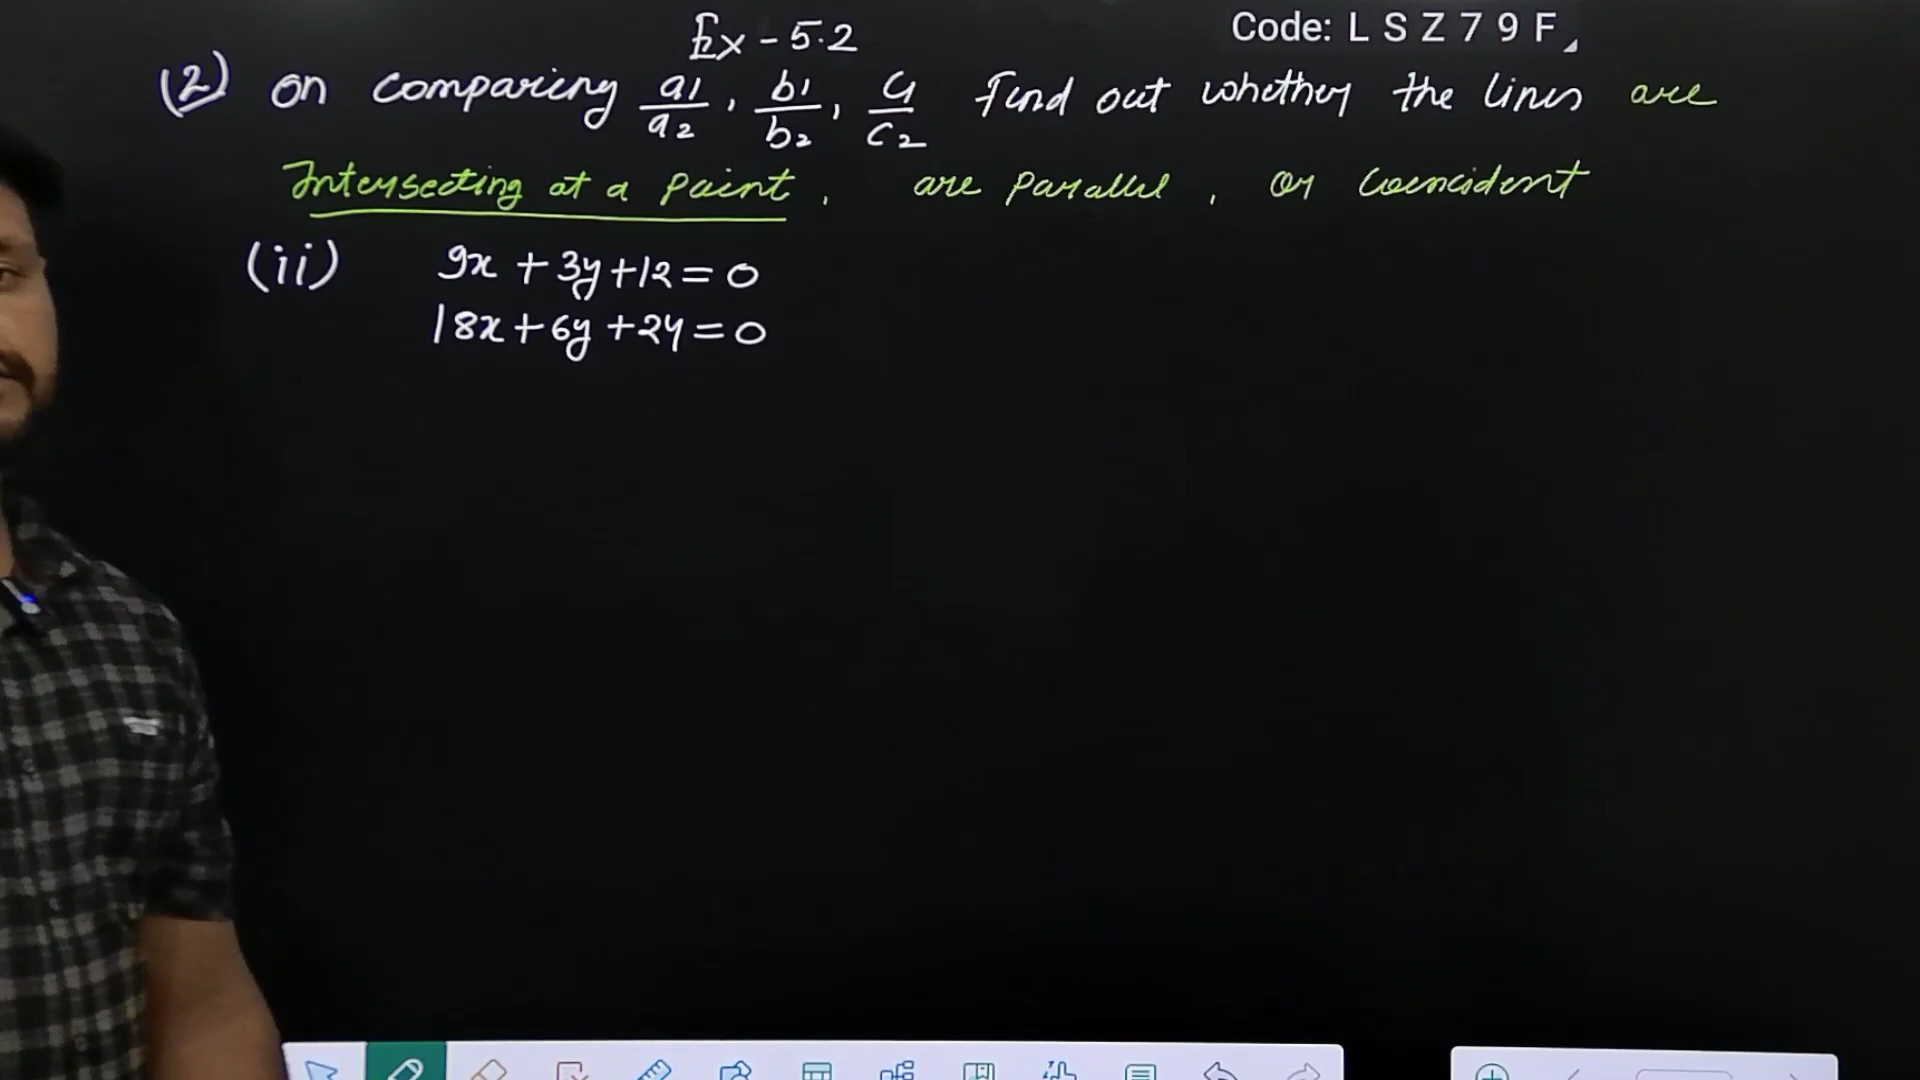 Ex - 5.2
Code: L S Z 7 9 F
(2) on comparing a1/a2, b1/b2, c1/c2 Find out whether the lines are
Intersecting at a point, are parallel, or coincident
(ii) 9x + 3y + 12 = 0
18x + 6y + 24 = 0